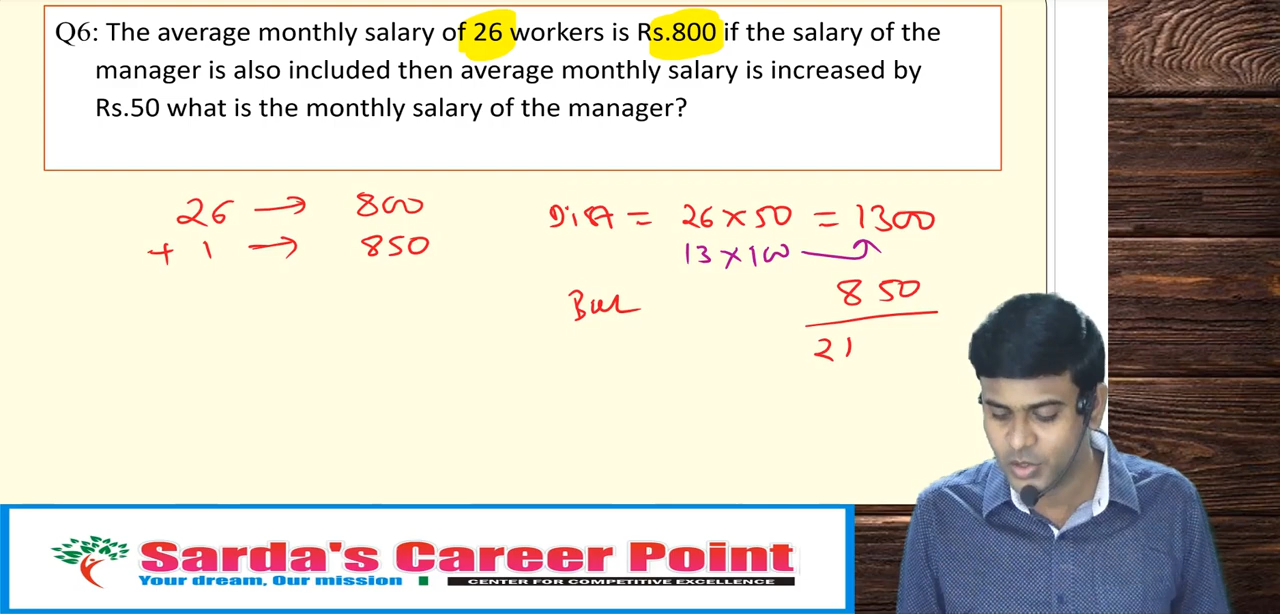 Q6: The average monthly salary of 26 workers is Rs.800 if the salary of the
manager is also included then average monthly salary is increased by
Rs.50 what is the monthly salary of the manager?
26 → 800
+ 1 → 850
= 26 × 50 = 1300
13 × 100
850
21
Sarda's Career Point
Your dream, Our mission
CENTER FOR COMPETITIVE EXCELLENCE